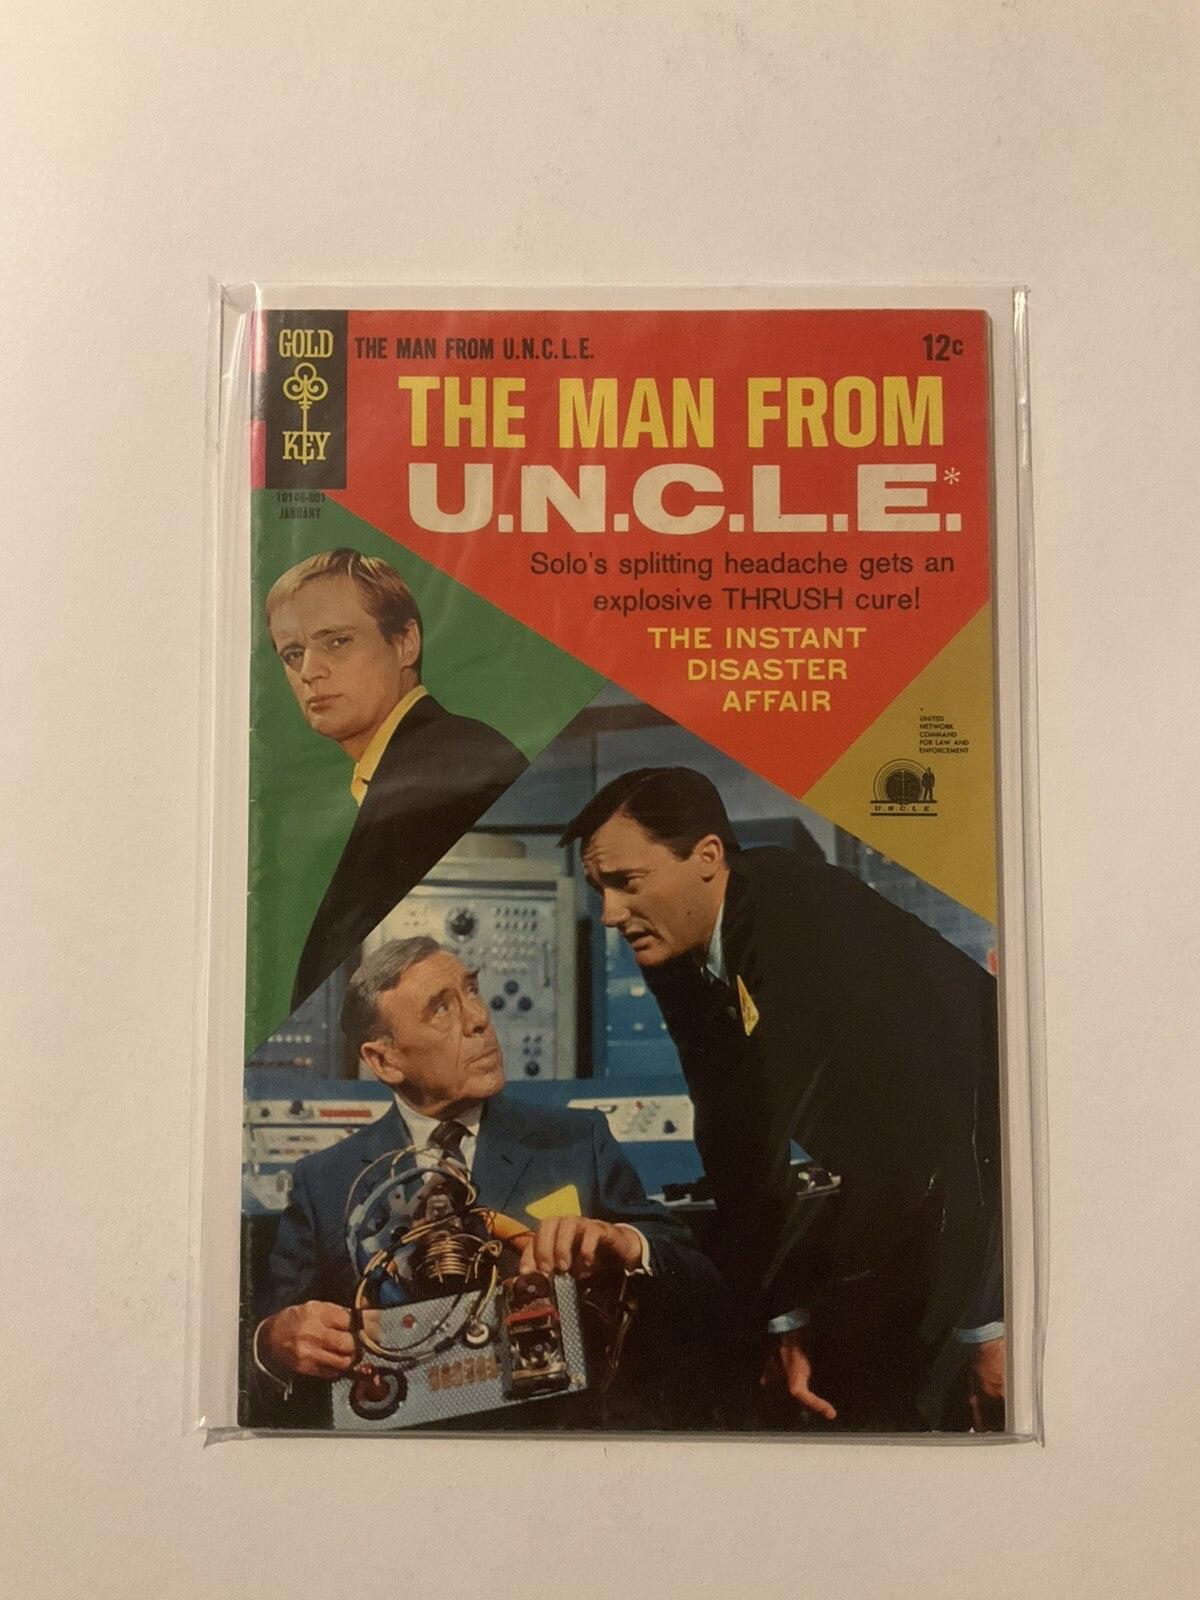 GOLD
KEY
THE MAN FROM U.N.C.L.E.
12c
THE MAN FROM
U.N.C.L.E.*
10146-801
JANUARY
Solo's splitting headache gets an
explosive THRUSH cure!
THE INSTANT
DISASTER
AFFAIR
*
UNITED
NETWORK
COMMAND
FOR LAW AND
ENFORCEMENT
U.N.C.L.E.